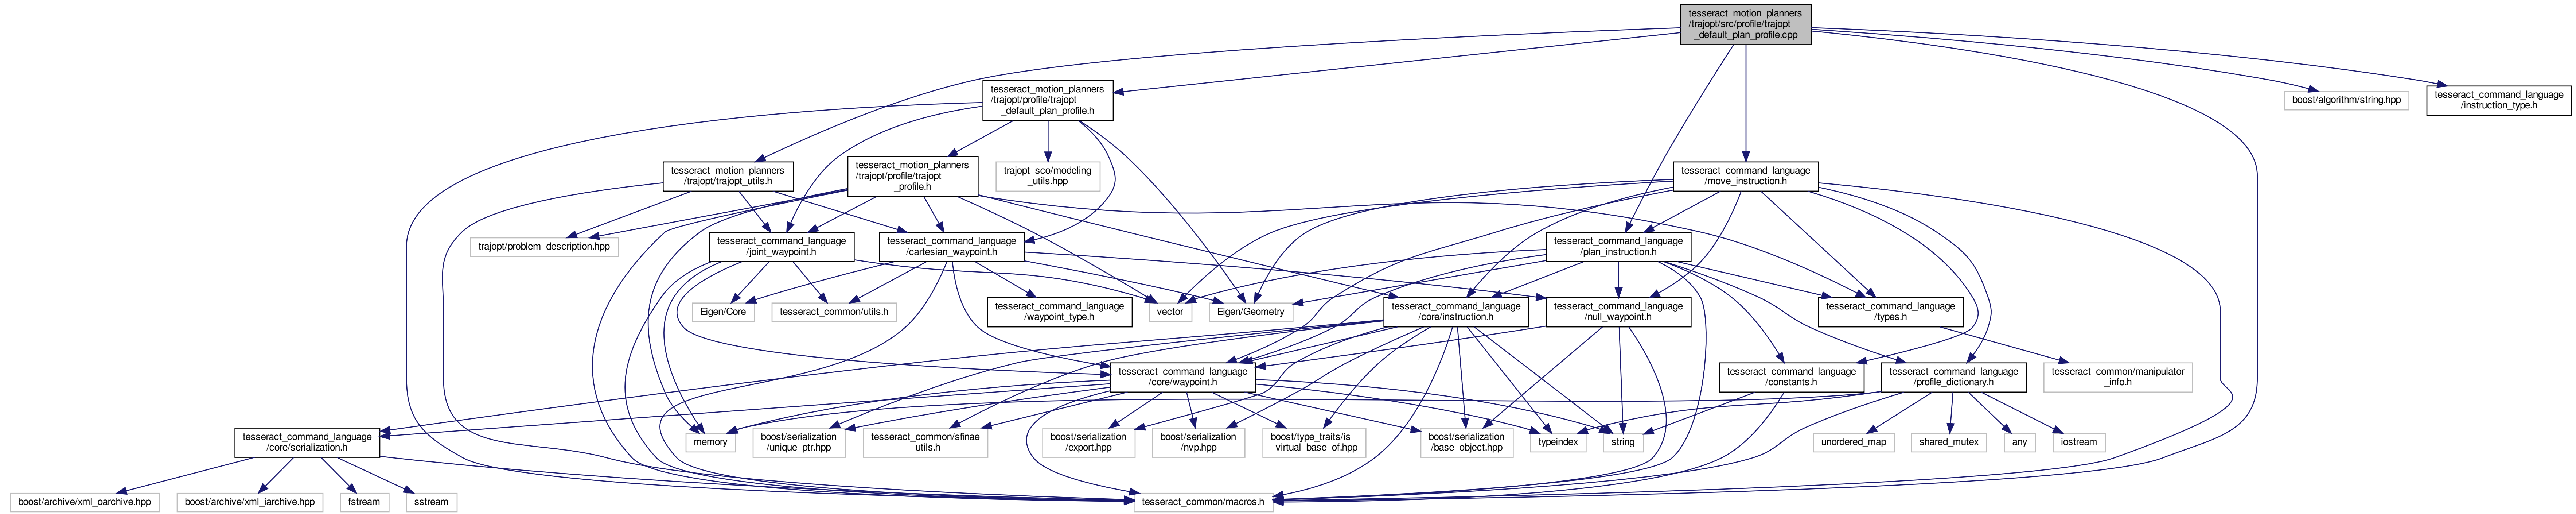 tesseract_motion_planners
/trajopt/src/profile/trajopt
_default_plan_profile.cpp
tesseract_motion_planners
/trajopt/profile/trajopt
_default_plan_profile.h
boost/algorithm/string.hpp
tesseract_command_language
/instruction_type.h
tesseract_motion_planners
/trajopt/trajopt_utils.h
tesseract_motion_planners
/trajopt/profile/trajopt
_profile.h
trajopt_sco/modeling
_utils.hpp
tesseract_command_language
/move_instruction.h
trajopt/problem_description.hpp
tesseract_command_language
/joint_waypoint.h
tesseract_command_language
/cartesian_waypoint.h
tesseract_command_language
/plan_instruction.h
Eigen/Core
tesseract_common/utils.h
tesseract_command_language
/waypoint_type.h
vector
Eigen/Geometry
tesseract_command_language
/core/instruction.h
tesseract_command_language
/null_waypoint.h
tesseract_command_language
/types.h
tesseract_command_language
/core/waypoint.h
tesseract_command_language
/constants.h
tesseract_command_language
/profile_dictionary.h
tesseract_common/manipulator
_info.h
tesseract_command_language
/core/serialization.h
memory
boost/serialization
/unique_ptr.hpp
tesseract_common/sfinae
_utils.h
boost/serialization
/export.hpp
boost/serialization
/nvp.hpp
boost/type_traits/is
_virtual_base_of.hpp
boost/serialization
/base_object.hpp
typeindex
string
unordered_map
shared_mutex
any
iostream
boost/archive/xml_oarchive.hpp
boost/archive/xml_iarchive.hpp
fstream
sstream
tesseract_common/macros.h